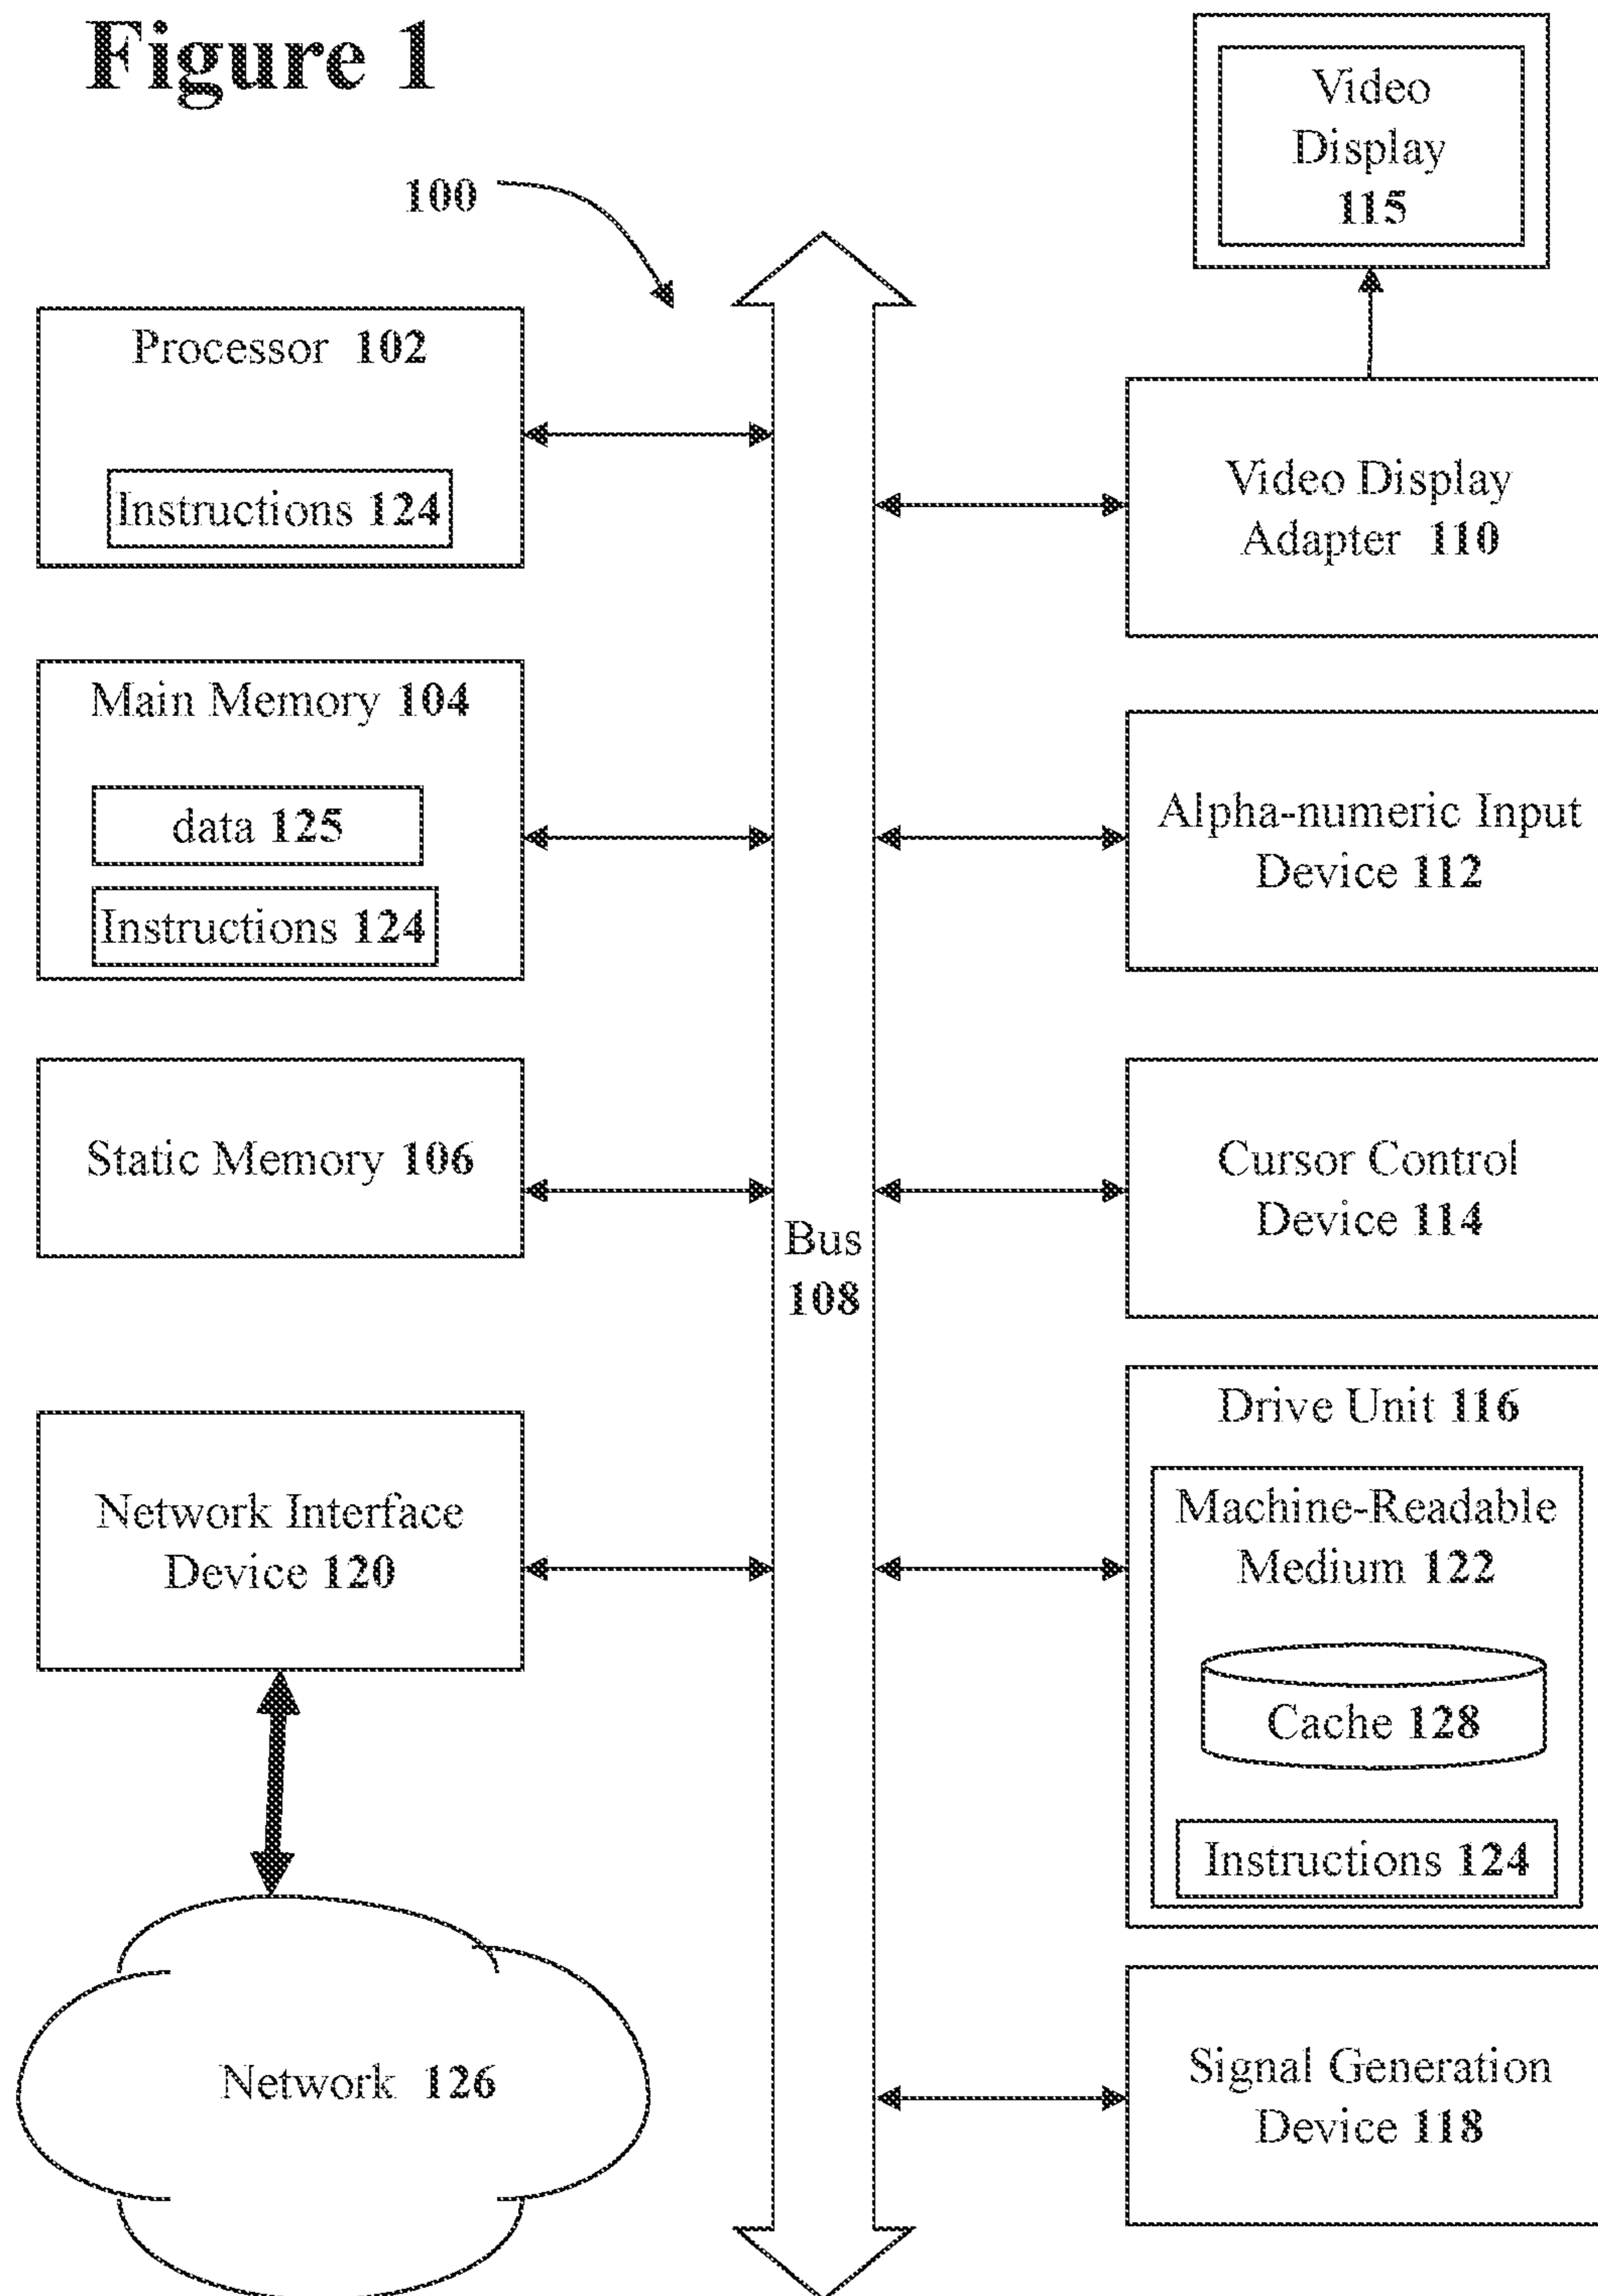 Figure 1
100
Video
Display
115
Processor 102
Instructions 124
Video Display
Adapter 110
Main Memory 104
data 125
Instructions 124
Alpha-numeric Input
Device 112
Static Memory 106
Cursor Control
Device 114
Bus
108
Network Interface
Device 120
Drive Unit 116
Machine-Readable
Medium 122
Cache 128
Instructions 124
Network 126
Signal Generation
Device 118